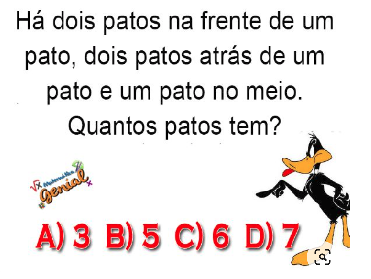 Há dois patos na frente de um
pato, dois patos atrás de um
pato e um pato no meio.
Quantos patos tem?
√x Matemática
Genial
A) 3 B) 5 C) 6 D) 7